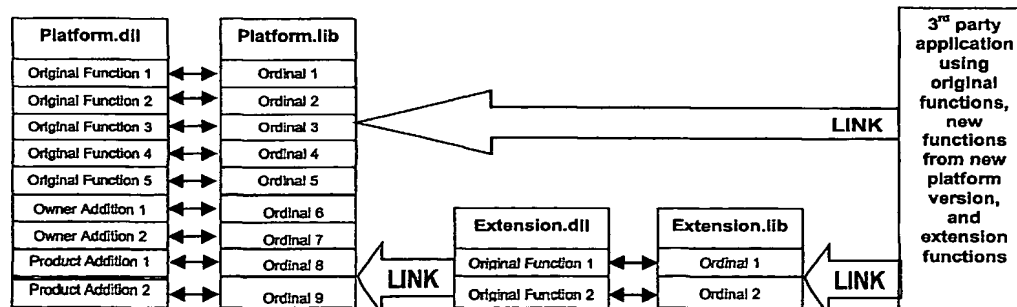 Platform.dll
Original Function 1
Original Function 2
Original Function 3
Original Function 4
Original Function 5
Owner Addition 1
Owner Addition 2
Product Addition 1
Product Addition 2
Platform.lib
Ordinal 1
Ordinal 2
Ordinal 3
Ordinal 4
Ordinal 5
Ordinal 6
Ordinal 7
Ordinal 8
Ordinal 9
LINK
LINK
Extension.dll
Original Function 1
Original Function 2
Extension.lib
Ordinal 1
Ordinal 2
LINK
3rd party
application
using
original
functions,
new
functions
from new
platform
version,
and
extension
functions